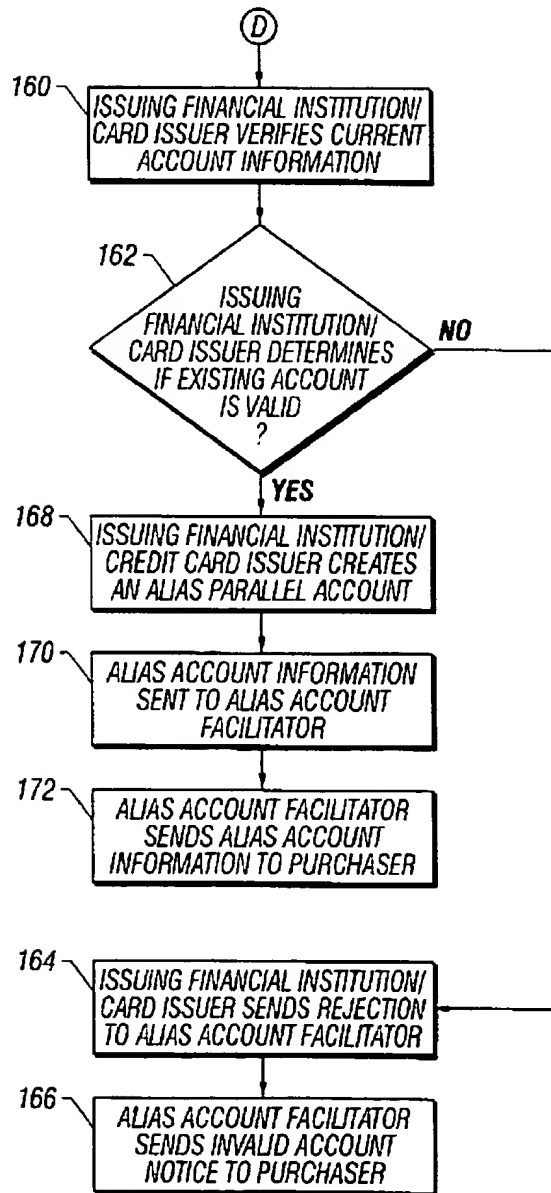 D
160
ISSUING FINANCIAL INSTITUTION/
CARD ISSUER VERIFIES CURRENT
ACCOUNT INFORMATION
162
ISSUING
FINANCIAL INSTITUTION/
CARD ISSUER DETERMINES
IF EXISTING ACCOUNT
IS VALID
?
NO
YES
168
ISSUING FINANCIAL INSTITUTION/
CREDIT CARD ISSUER CREATES
AN ALIAS PARALLEL ACCOUNT
170
ALIAS ACCOUNT INFORMATION
SENT TO ALIAS ACCOUNT
FACILITATOR
172
ALIAS ACCOUNT FACILITATOR
SENDS ALIAS ACCOUNT
INFORMATION TO PURCHASER
164
ISSUING FINANCIAL INSTITUTION/
CARD ISSUER SENDS REJECTION
TO ALIAS ACCOUNT FACILITATOR
166
ALIAS ACCOUNT FACILITATOR
SENDS INVALID ACCOUNT
NOTICE TO PURCHASER